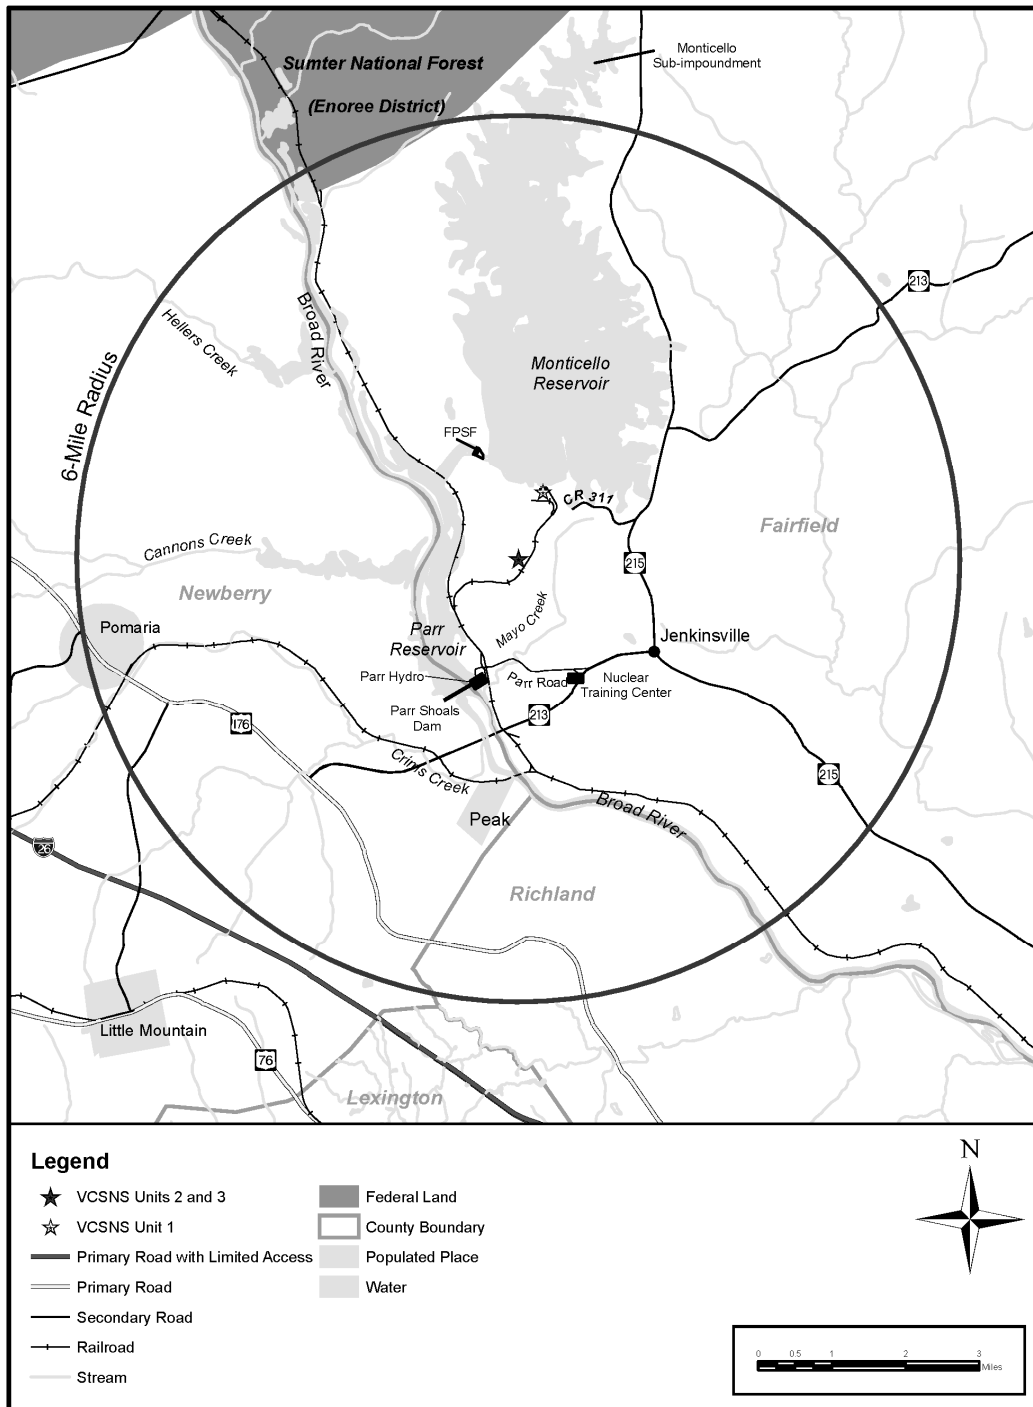 Monticello
Sub-impoundment
Sumter National Forest
(Enoree District)
213
Broad River
Hellers Creek
Monticello
Reservoir
6-Mile Radius
FPSF
CR 311
Fairfield
Cannons Creek
215
Newberry
Mayo Creek
Pomaria
Parr
Reservoir
Jenkinsville
Parr Hydro
Parr Road
Nuclear
Training Center
Parr Shoals
Dam
213
176
Crims Creek
215
Peak
Broad River
26
Richland
Little Mountain
76
Lexington
Legend
VCSNS Units 2 and 3
VCSNS Unit 1
Primary Road with Limited Access
Primary Road
Secondary Road
Railroad
Stream
Federal Land
County Boundary
Populated Place
Water
N
0 0.5 1 2 3
Miles